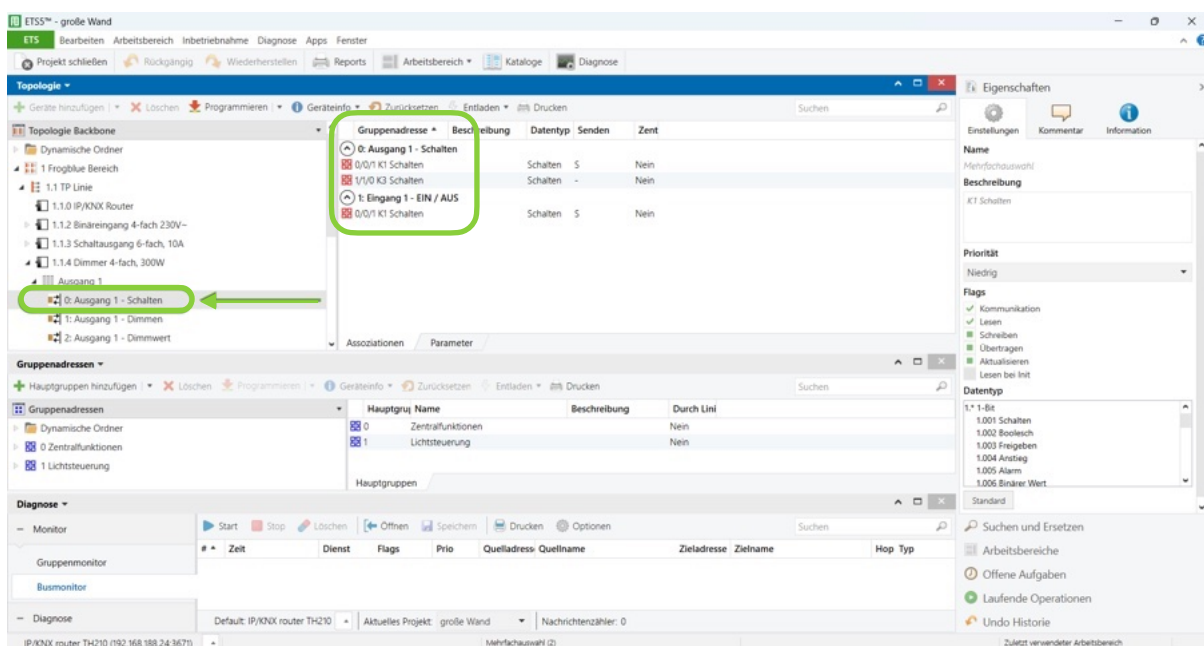 ETS5™ - große Wand
ETS Bearbeiten Arbeitsbereich Inbetriebnahme Diagnose Apps Fenster
Projekt schließen Rückgängig Wiederherstellen Reports Arbeitsbereich Kataloge Diagnose
Topologie
Geräte hinzufügen Löschen Programmieren Geräteinfo Zurücksetzen Entladen Drucken Suchen
Topologie Backbone
Dynamische Ordner
1 Frogblue Bereich
1.1 TP Linie
1.1.0 IP/KNX Router
1.1.2 Binäreingang 4-fach 230V~
1.1.3 Schaltausgang 6-fach, 10A
1.1.4 Dimmer 4-fach, 300W
Ausgang 1
0: Ausgang 1 - Schalten
1: Ausgang 1 - Dimmen
2: Ausgang 1 - Dimmwert
Gruppenadresse Beschreibung Datentyp Senden Zent
0: Ausgang 1 - Schalten
0/0/1 K1 Schalten Schalten S Nein
1/1/0 K3 Schalten Schalten - Nein
1: Eingang 1 - EIN / AUS
0/0/1 K1 Schalten Schalten S Nein
Assoziationen Parameter
Gruppenadressen
Hauptgruppen hinzufügen Löschen Programmieren Geräteinfo Zurücksetzen Entladen Drucken Suchen
Gruppenadressen
Dynamische Ordner
0 Zentralfunktionen
1 Lichtsteuerung
Hauptgrup Name Beschreibung Durch Lini
0 Zentralfunktionen Nein
1 Lichtsteuerung Nein
Hauptgruppen
Diagnose
Monitor
Gruppenmonitor
Busmonitor
Diagnose
Start Stop Löschen Öffnen Speichern Drucken Optionen Suchen
# Zeit Dienst Flags Prio Quelladress Quellname Zieladresse Zielname Hop Typ
Default: IP/KNX router TH210 Aktuelles Projekt: große Wand Nachrichtenzähler: 0
IP/KNX router TH210 (192.168.188.24:3671) Mehrfachauswahl (2) Zuletzt verwendeter Arbeitsbereich
Eigenschaften
Einstellungen Kommentar Information
Name
Mehrfachauswahl
Beschreibung
K1 Schalten
Priorität
Niedrig
Flags
Kommunikation
Lesen
Schreiben
Übertragen
Aktualisieren
Lesen bei Init
Datentyp
1.* 1-Bit
1.001 Schalten
1.002 Boolesch
1.003 Freigeben
1.004 Anstieg
1.005 Alarm
1.006 Binärer Wert
Standard
Suchen und Ersetzen
Arbeitsbereiche
Offene Aufgaben
Laufende Operationen
Undo Historie